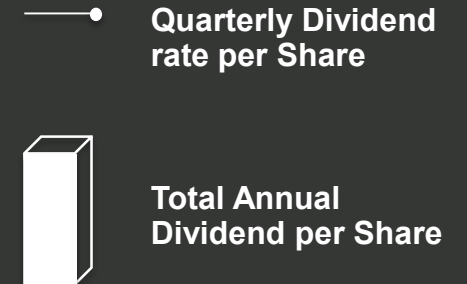 Quarterly Dividend
rate per Share
Total Annual
Dividend per Share